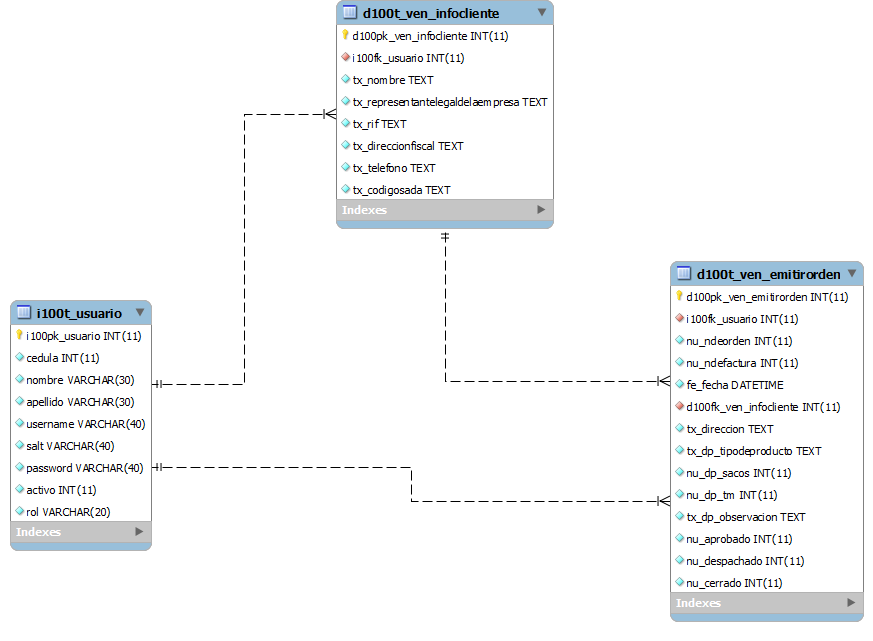 d100t_ven_infocliente
d100pk_ven_infocliente INT(11)
i100fk_usuario INT(11)
tx_nombre TEXT
tx_representantelegaldelaempresa TEXT
tx_rif TEXT
tx_direccionfiscal TEXT
tx_telefono TEXT
tx_codigosada TEXT
Indexes
i100t_usuario
i100pk_usuario INT(11)
cedula INT(11)
nombre VARCHAR(30)
apellido VARCHAR(30)
username VARCHAR(40)
salt VARCHAR(40)
password VARCHAR(40)
activo INT(11)
rol VARCHAR(20)
Indexes
d100t_ven_emitirorden
d100pk_ven_emitirorden INT(11)
i100fk_usuario INT(11)
nu_ndeorden INT(11)
nu_ndefactura INT(11)
fe_fecha DATETIME
d100fk_ven_infocliente INT(11)
tx_direccion TEXT
tx_dp_tipodeproducto TEXT
nu_dp_sacos INT(11)
nu_dp_tm INT(11)
tx_dp_observacion TEXT
nu_aprobado INT(11)
nu_despachado INT(11)
nu_cerrado INT(11)
Indexes